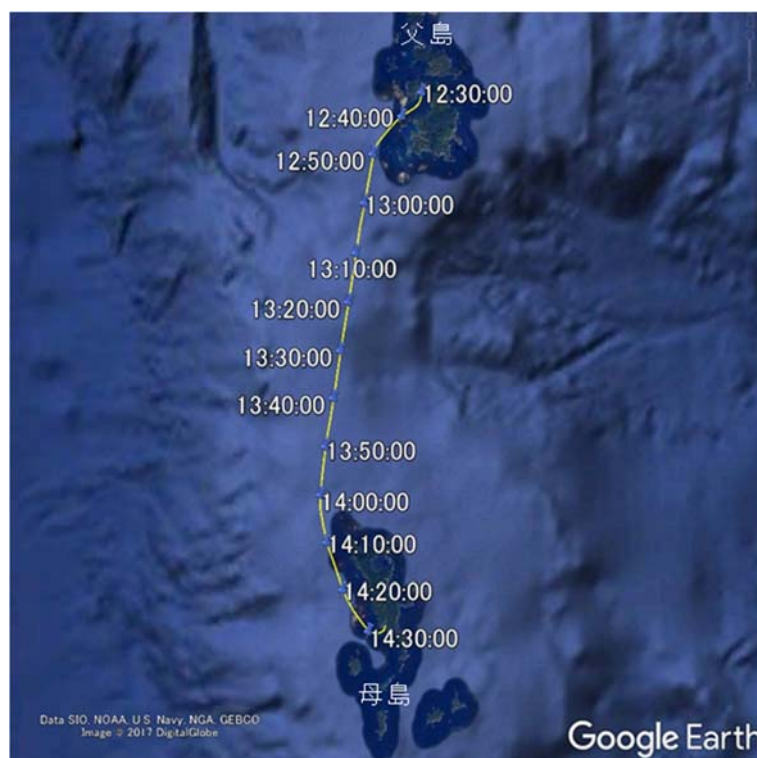 父島
12:30:00
12:40:00
12:50:00
13:00:00
13:10:00
13:20:00
13:30:00
13:40:00
13:50:00
14:00:00
14:10:00
14:20:00
14:30:00
母島
Data SIO, NOAA, U.S. Navy, NGA, GEBCO
Image © 2017 DigitalGlobe
Google Earth